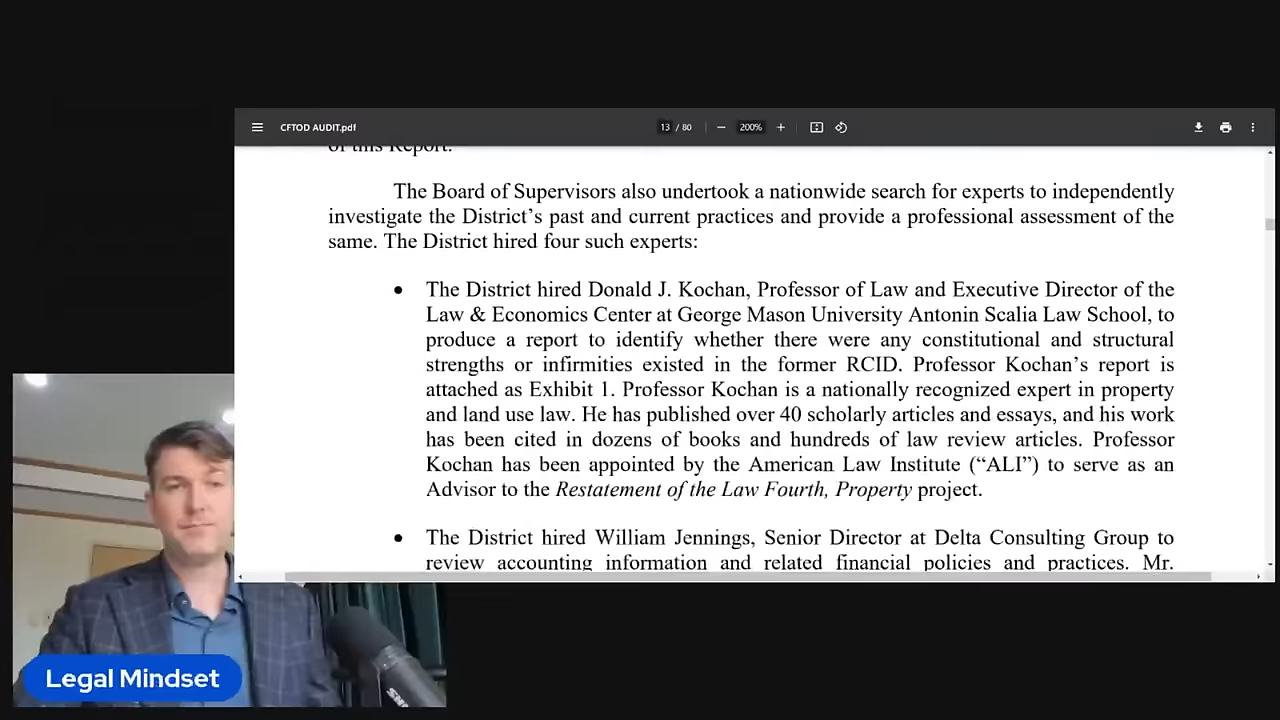 CFTOD AUDIT.pdf
13 / 80
200%
of this Report.
The Board of Supervisors also undertook a nationwide search for experts to independently
investigate the District’s past and current practices and provide a professional assessment of the
same. The District hired four such experts:
• The District hired Donald J. Kochan, Professor of Law and Executive Director of the
Law & Economics Center at George Mason University Antonin Scalia Law School, to
produce a report to identify whether there were any constitutional and structural
strengths or infirmities existed in the former RCID. Professor Kochan’s report is
attached as Exhibit 1. Professor Kochan is a nationally recognized expert in property
and land use law. He has published over 40 scholarly articles and essays, and his work
has been cited in dozens of books and hundreds of law review articles. Professor
Kochan has been appointed by the American Law Institute (“ALI”) to serve as an
Advisor to the Restatement of the Law Fourth, Property project.
• The District hired William Jennings, Senior Director at Delta Consulting Group to
review accounting information and related financial policies and practices. Mr.
Legal Mindset